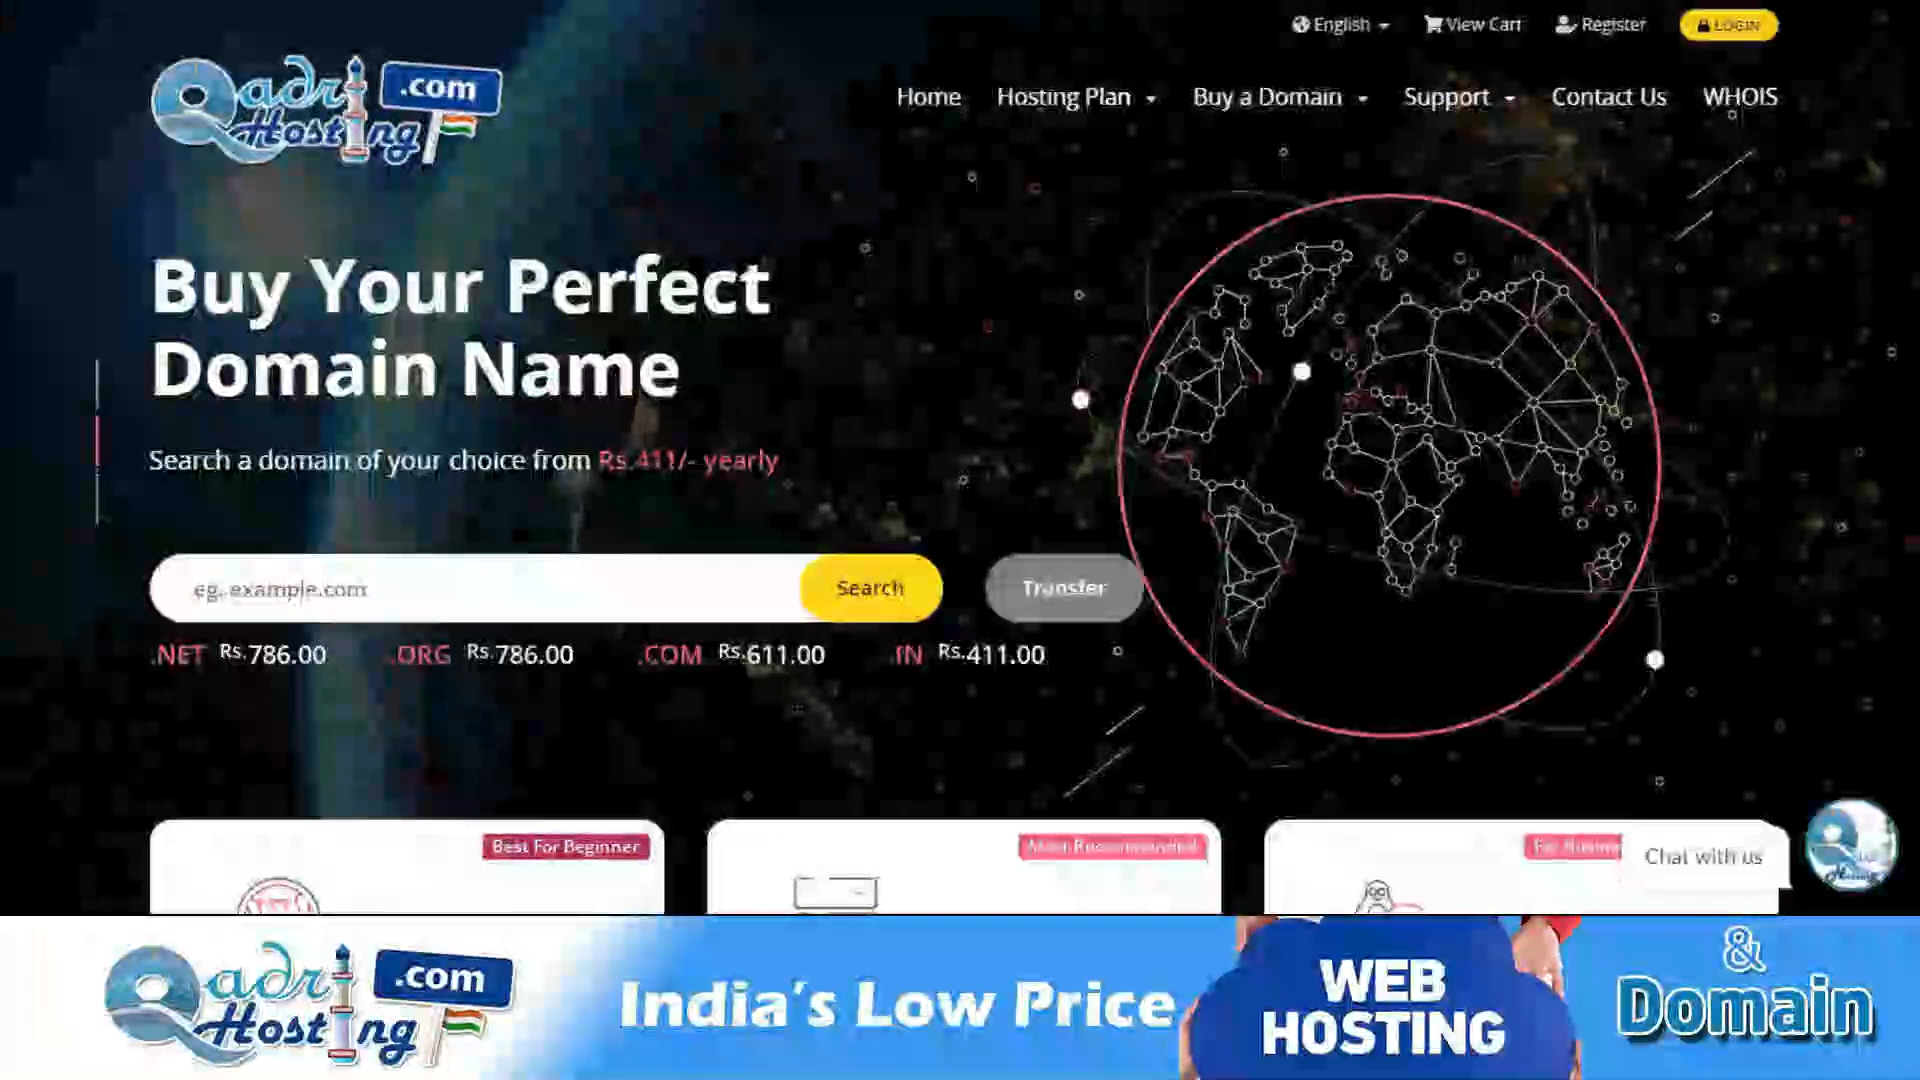 English
View Cart
Register
LOGIN
Qadri Hosting .com
Home
Hosting Plan
Buy a Domain
Support
Contact Us
WHOIS
Buy Your Perfect
Domain Name
Search a domain of your choice from Rs.411/- yearly
eg. example.com
Search
Transfer
.NET Rs.786.00
.ORG Rs.786.00
.COM Rs.611.00
.IN Rs.411.00
Best For Beginner
Most Recommended
Chat with us
Qadri Hosting .com
India's Low Price
WEB
HOSTING
&
Domain